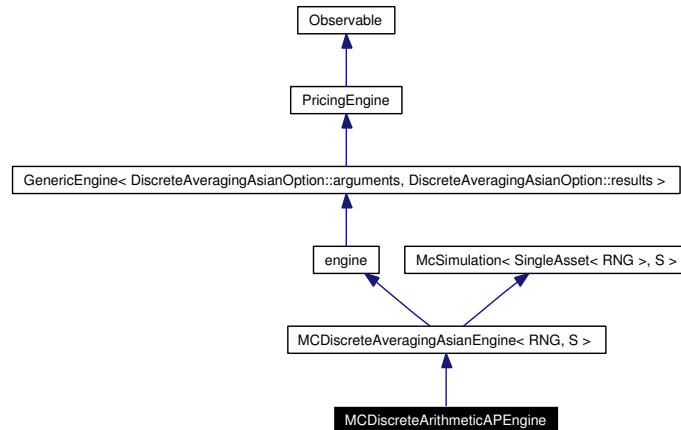 Observable
PricingEngine
GenericEngine< DiscreteAveragingAsianOption::arguments, DiscreteAveragingAsianOption::results >
engine
McSimulation< SingleAsset< RNG >, S >
MCDiscreteAveragingAsianEngine< RNG, S >
MCDiscreteArithmeticAPEngine